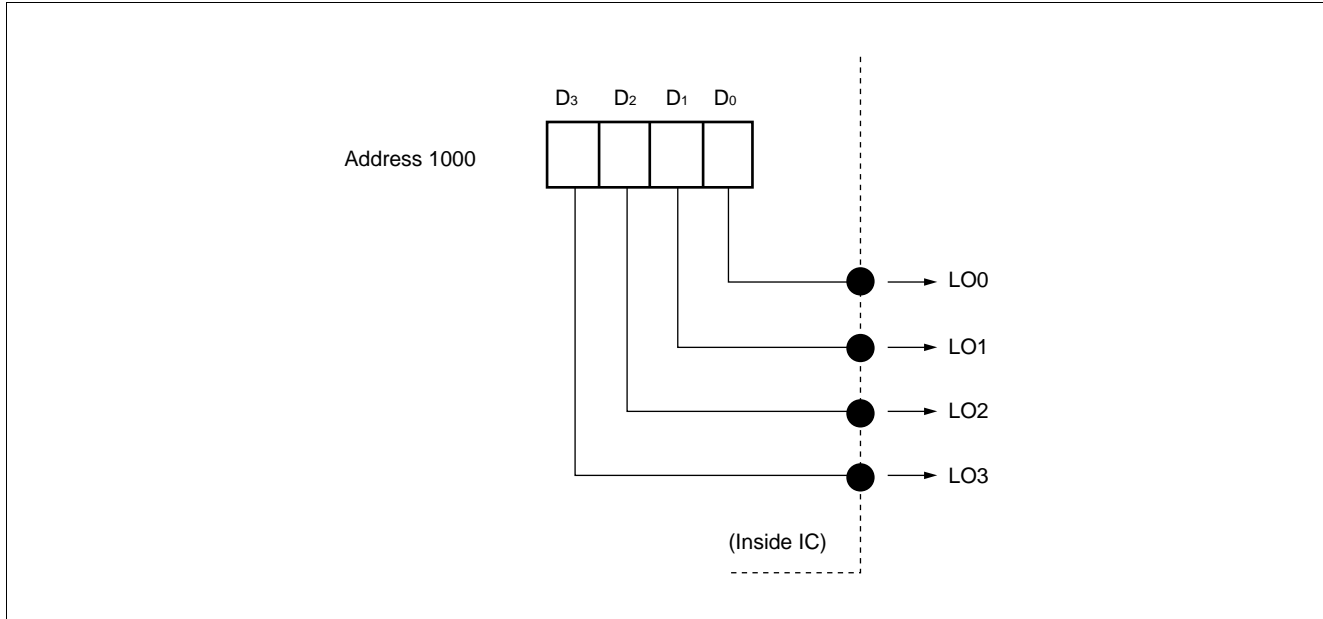 D3 D2 D1 D0
Address 1000
LO0
LO1
LO2
LO3
(Inside IC)